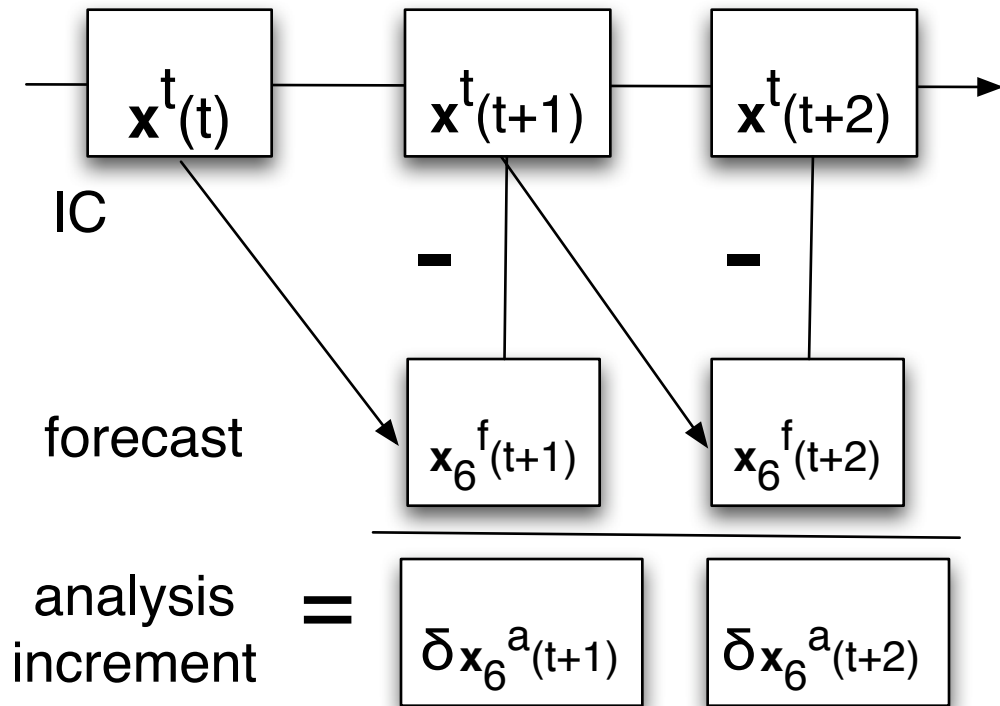 x^t(t) x^t(t+1) x^t(t+2)
IC
- -
forecast x_6^f(t+1) x_6^f(t+2)
analysis
increment = δx_6^a(t+1) δx_6^a(t+2)